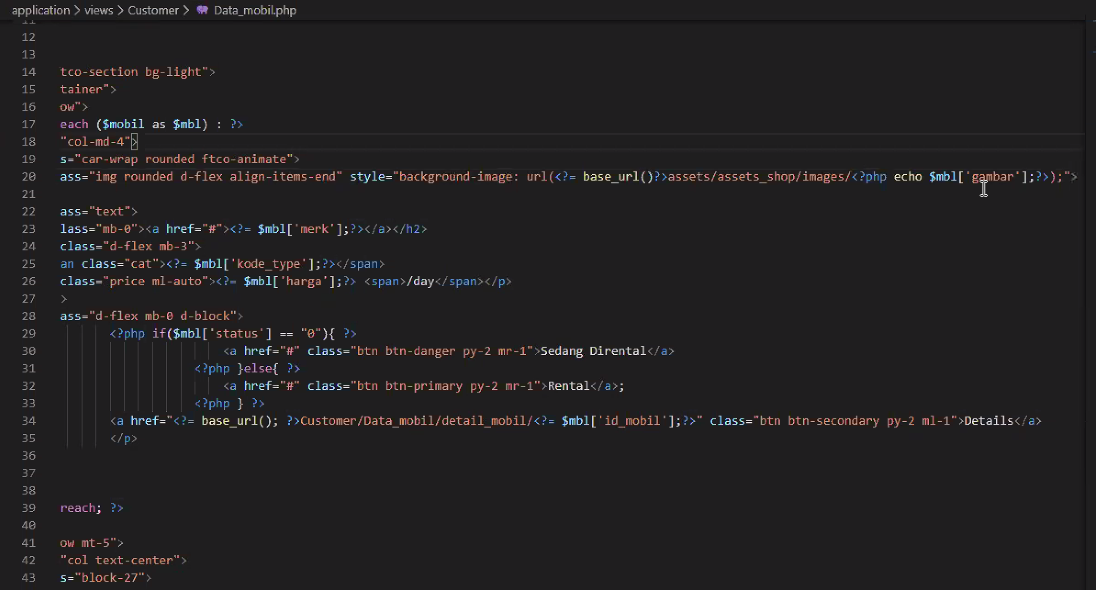 application > views > Customer > Data_mobil.php
11
12
13
14 tco-section bg-light">
15 tainer">
16 ow">
17 each ($mobil as $mbl) : ?>
18 "col-md-4">
19 s="car-wrap rounded ftco-animate">
20 ass="img rounded d-flex align-items-end" style="background-image: url(<?= base_url()?>assets/assets_shop/images/<?php echo $mbl['gambar'];?>);">
21
22 ass="text">
23 lass="mb-0"><a href="#"><?= $mbl['merk'];?></a></h2>
24 class="d-flex mb-3">
25 an class="cat"><?= $mbl['kode_type'];?></span>
26 class="price ml-auto"><?= $mbl['harga'];?> <span>/day</span></p>
27 >
28 ass="d-flex mb-0 d-block">
29 <?php if($mbl['status'] == "0"){ ?>
30 <a href="#" class="btn btn-danger py-2 mr-1">Sedang Dirental</a>
31 <?php }else{ ?>
32 <a href="#" class="btn btn-primary py-2 mr-1">Rental</a>;
33 <?php } ?>
34 <a href="<?= base_url(); ?>Customer/Data_mobil/detail_mobil/<?= $mbl['id_mobil'];?>" class="btn btn-secondary py-2 ml-1">Details</a>
35 </p>
36
37
38
39 reach; ?>
40
41 ow mt-5">
42 "col text-center">
43 s="block-27">